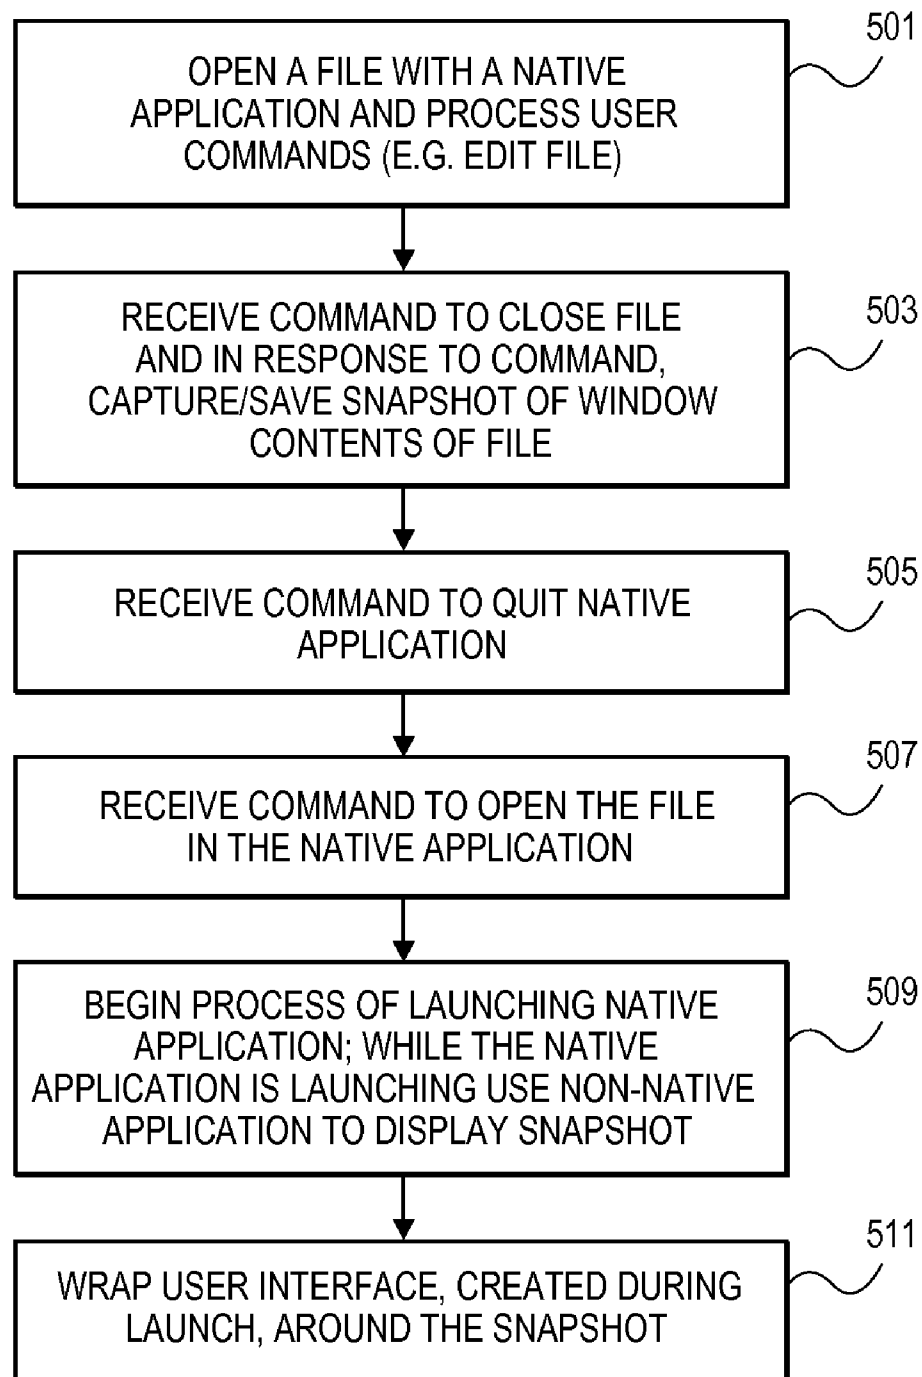 501
OPEN A FILE WITH A NATIVE
APPLICATION AND PROCESS USER
COMMANDS (E.G. EDIT FILE)
503
RECEIVE COMMAND TO CLOSE FILE
AND IN RESPONSE TO COMMAND,
CAPTURE/SAVE SNAPSHOT OF WINDOW
CONTENTS OF FILE
505
RECEIVE COMMAND TO QUIT NATIVE
APPLICATION
507
RECEIVE COMMAND TO OPEN THE FILE
IN THE NATIVE APPLICATION
509
BEGIN PROCESS OF LAUNCHING NATIVE
APPLICATION; WHILE THE NATIVE
APPLICATION IS LAUNCHING USE NON-NATIVE
APPLICATION TO DISPLAY SNAPSHOT
511
WRAP USER INTERFACE, CREATED DURING
LAUNCH, AROUND THE SNAPSHOT